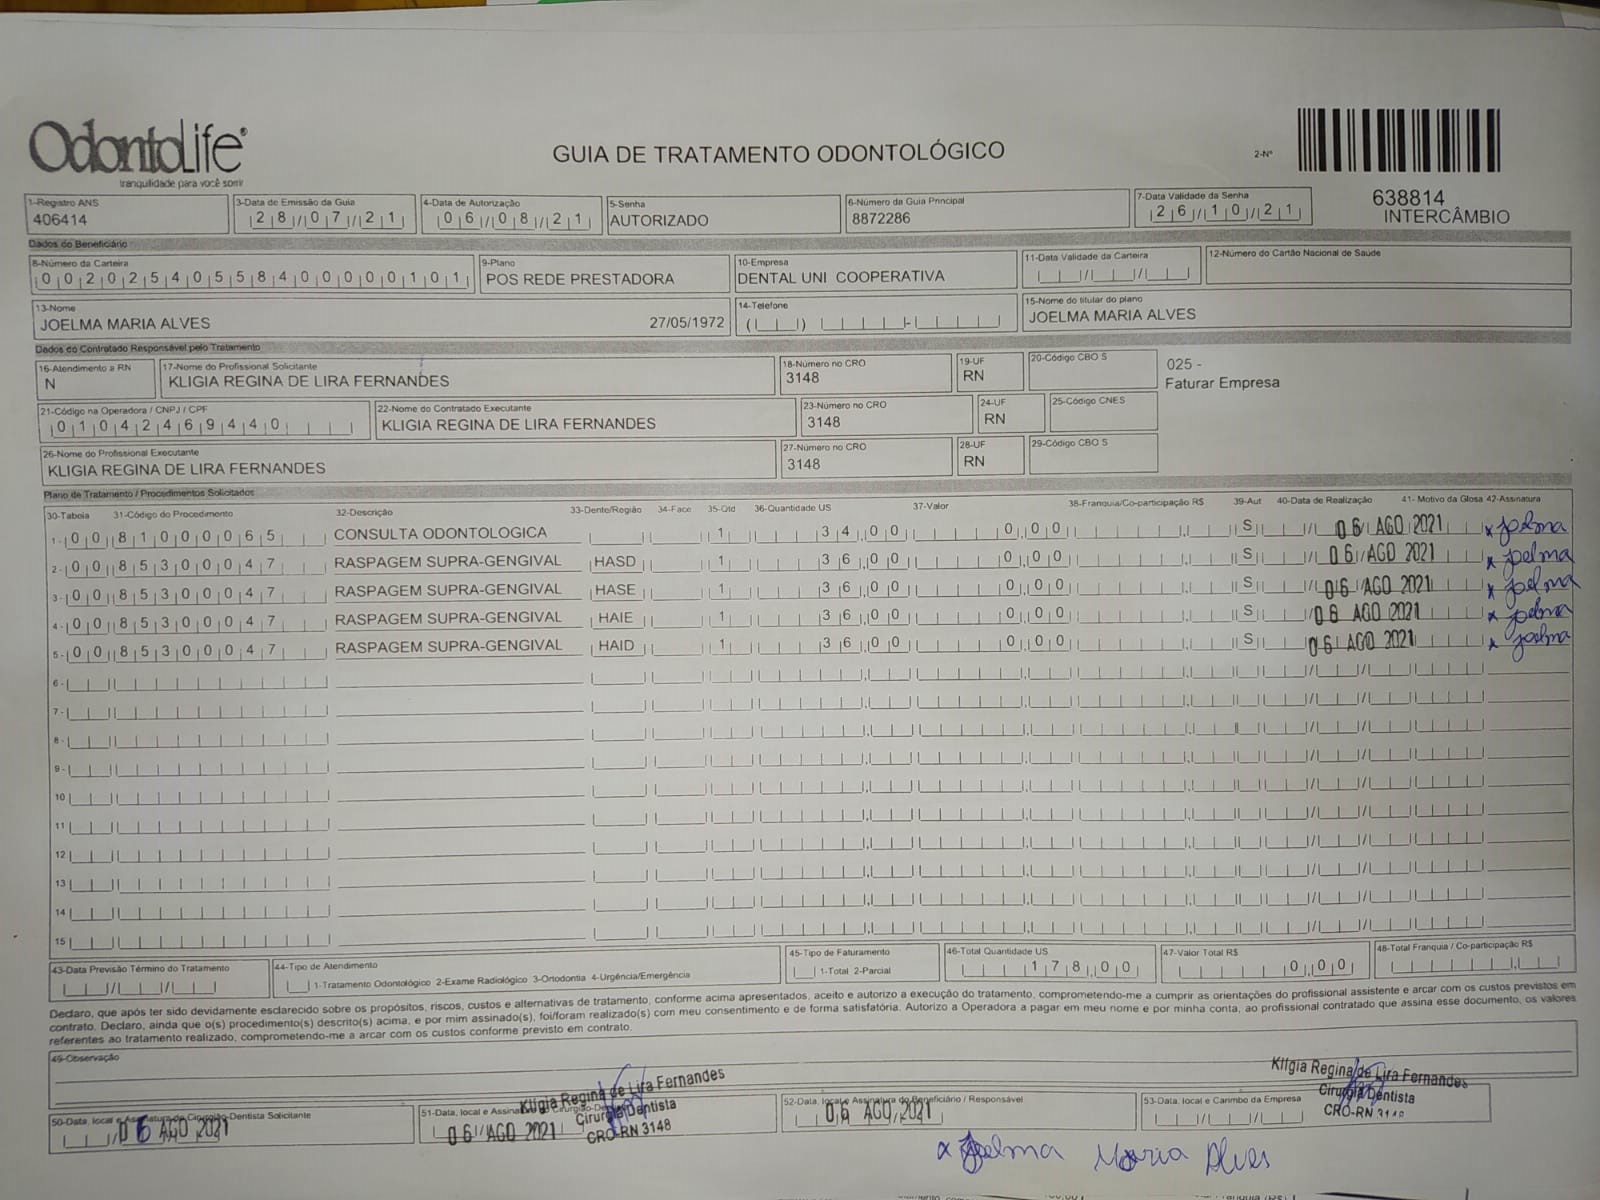 OdontoLife®
tranquilidade para você sorrir
GUIA DE TRATAMENTO ODONTOLÓGICO
2-Nº
638814
INTERCÂMBIO
1-Registro ANS
406414
3-Data de Emissão da Guia
28/07/21
4-Data de Autorização
06/08/21
5-Senha
AUTORIZADO
6-Número da Guia Principal
8872286
7-Data Validade da Senha
26/10/21
Dados do Beneficiário
8-Número da Carteira
00202540558400000101
9-Plano
POS REDE PRESTADORA
10-Empresa
DENTAL UNI COOPERATIVA
11-Data Validade da Carteira
12-Número do Cartão Nacional de Saúde
13-Nome
JOELMA MARIA ALVES 27/05/1972
14-Telefone
15-Nome do titular do plano
JOELMA MARIA ALVES
Dados do Contratado Responsável pelo Tratamento
16-Atendimento a RN
N
17-Nome do Profissional Solicitante
KLIGIA REGINA DE LIRA FERNANDES
18-Número no CRO
3148
19-UF
RN
20-Código CBO S
025 -
Faturar Empresa
21-Código na Operadora / CNPJ / CPF
01042469440
22-Nome do Contratado Executante
KLIGIA REGINA DE LIRA FERNANDES
23-Número no CRO
3148
24-UF
RN
25-Código CNES
26-Nome do Profissional Executante
KLIGIA REGINA DE LIRA FERNANDES
27-Número no CRO
3148
28-UF
RN
29-Código CBO S
Plano de Tratamento / Procedimentos Solicitados
30-Tabela 31-Código do Procedimento 32-Descrição 33-Dente/Região 34-Face 35-Qtd 36-Quantidade US 37-Valor 38-Franquia/Co-participação R$ 39-Aut 40-Data de Realização 41- Motivo da Glosa 42-Assinatura
1- 00 81000065 CONSULTA ODONTOLOGICA 1 34,00 0,00 S 06 AGO 2021 x Joelma
2- 00 85300047 RASPAGEM SUPRA-GENGIVAL HASD 1 36,00 0,00 S 06 AGO 2021 x Joelma
3- 00 85300047 RASPAGEM SUPRA-GENGIVAL HASE 1 36,00 0,00 S 06 AGO 2021 x Joelma
4- 00 85300047 RASPAGEM SUPRA-GENGIVAL HAIE 1 36,00 0,00 S 06 AGO 2021 x Joelma
5- 00 85300047 RASPAGEM SUPRA-GENGIVAL HAID 1 36,00 0,00 S 06 AGO 2021 x Joelma
6-
7-
8-
9-
10
11
12
13
14
15
43-Data Previsão Término do Tratamento
44-Tipo de Atendimento
1-Tratamento Odontológico 2-Exame Radiológico 3-Ortodontia 4-Urgência/Emergência
45-Tipo de Faturamento
1-Total 2-Parcial
46-Total Quantidade US
178,00
47-Valor Total R$
0,00
48-Total Franquia / Co-participação R$
Declaro, que após ter sido devidamente esclarecido sobre os propósitos, riscos, custos e alternativas de tratamento, conforme acima apresentados, aceito e autorizo a execução do tratamento, comprometendo-me a cumprir as orientações do profissional assistente e arcar com os custos previstos em
contrato. Declaro, ainda que o(s) procedimento(s) descrito(s) acima, e por mim assinado(s), foi/foram realizado(s) com meu consentimento e de forma satisfatória. Autorizo a Operadora a pagar em meu nome e por minha conta, ao profissional contratado que assina esse documento, os valores
referentes ao tratamento realizado, comprometendo-me a arcar com os custos conforme previsto em contrato.
49-Observação
50-Data, local e Assinatura do Cirurgião-Dentista Solicitante
06 AGO 2021
51-Data, local e Assinatura do Cirurgião-Dentista
06 AGO 2021
Kligia Regina de Lira Fernandes
Cirurgiã Dentista
CRO-RN 3148
52-Data, local e Assinatura do Beneficiário / Responsável
06 AGO 2021
53-Data, local e Carimbo da Empresa
Kligia Regina de Lira Fernandes
Cirurgiã Dentista
CRO-RN 3148
x Joelma Maria Alves